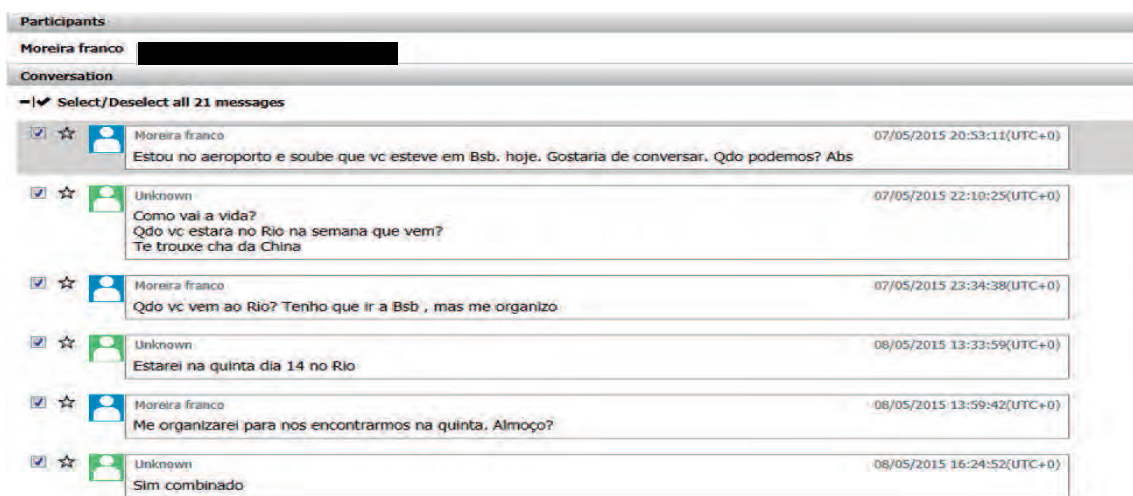 Participants
Moreira franco
Conversation
Select/Deselect all 21 messages
Moreira franco 07/05/2015 20:53:11(UTC+0)
Estou no aeroporto e soube que vc esteve em Bsb. hoje. Gostaria de conversar. Qdo podemos? Abs
Unknown 07/05/2015 22:10:25(UTC+0)
Como vai a vida?
Qdo vc estara no Rio na semana que vem?
Te trouxe cha da China
Moreira franco 07/05/2015 23:34:38(UTC+0)
Qdo vc vem ao Rio? Tenho que ir a Bsb , mas me organizo
Unknown 08/05/2015 13:33:59(UTC+0)
Estarei na quinta dia 14 no Rio
Moreira franco 08/05/2015 13:59:42(UTC+0)
Me organizarei para nos encontrarmos na quinta. Almoço?
Unknown 08/05/2015 16:24:52(UTC+0)
Sim combinado